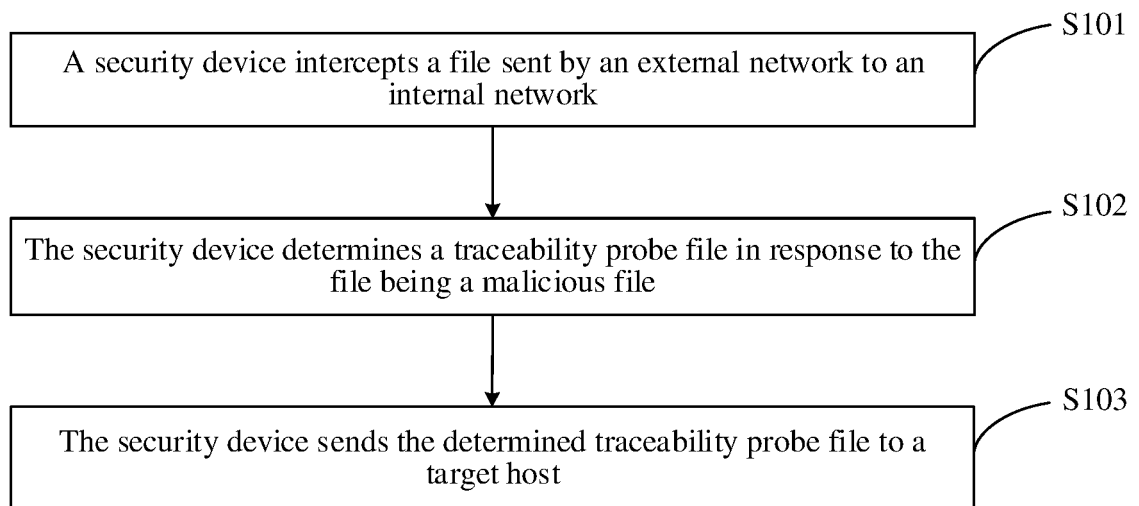 S101
A security device intercepts a file sent by an external network to an
internal network
S102
The security device determines a traceability probe file in response to the
file being a malicious file
S103
The security device sends the determined traceability probe file to a
target host